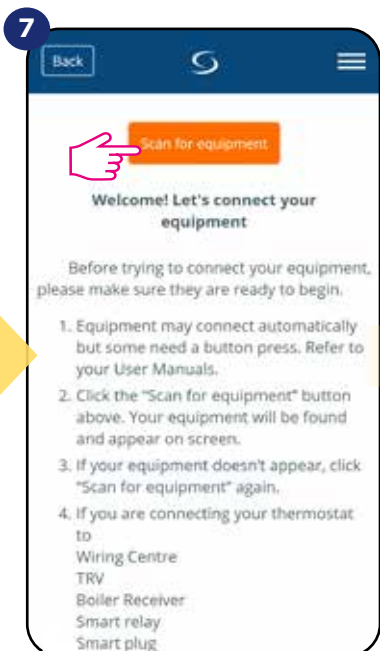 7
Back
Scan for equipment
Welcome! Let's connect your
equipment
Before trying to connect your equipment,
please make sure they are ready to begin.
1. Equipment may connect automatically
but some need a button press. Refer to
your User Manuals.
2. Click the "Scan for equipment" button
above. Your equipment will be found
and appear on screen.
3. If your equipment doesn't appear, click
"Scan for equipment" again.
4. If you are connecting your thermostat
to
Wiring Centre
TRV
Boiler Receiver
Smart relay
Smart plug